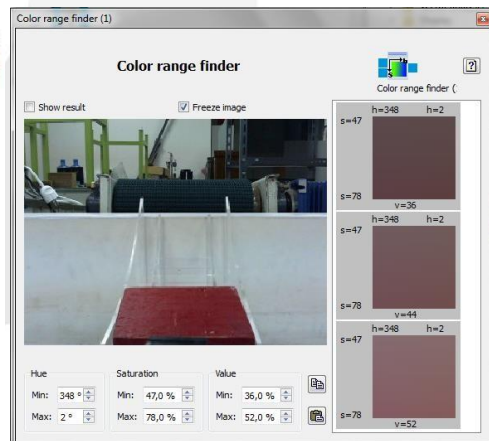 Color range finder (1)
Color range finder
Color range finder (
Show result
Freeze image
h=348 h=2
s=47
s=78
v=36
h=348 h=2
s=47
s=78
v=44
h=348 h=2
s=47
s=78
v=52
Hue
Min: 348 °
Max: 2 °
Saturation
Min: 47,0 %
Max: 78,0 %
Value
Min: 36,0 %
Max: 52,0 %